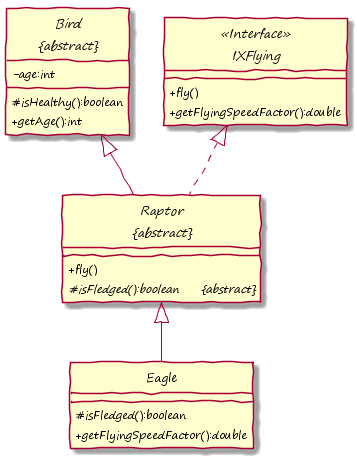 Bird
{abstract}
-age:int
#isHealthy():boolean
+getAge():int
«Interface»
IXFlying
+fly()
+getFlyingSpeedFactor():double
Raptor
{abstract}
+fly()
#isFledged():boolean {abstract}
Eagle
#isFledged():boolean
+getFlyingSpeedFactor():double